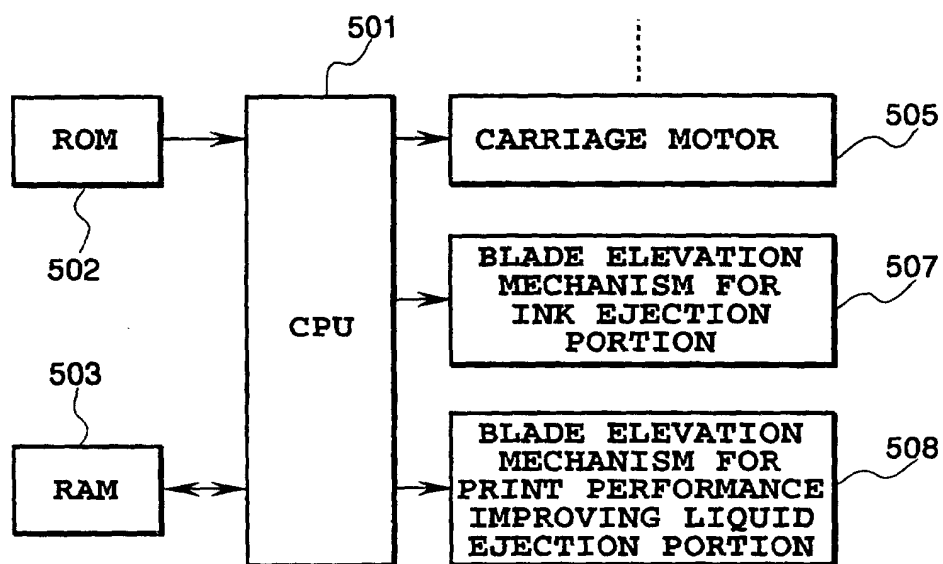 501
ROM
502
CPU
503
RAM
CARRIAGE MOTOR
505
BLADE ELEVATION
MECHANISM FOR
INK EJECTION
PORTION
507
BLADE ELEVATION
MECHANISM FOR
PRINT PERFORMANCE
IMPROVING LIQUID
EJECTION PORTION
508